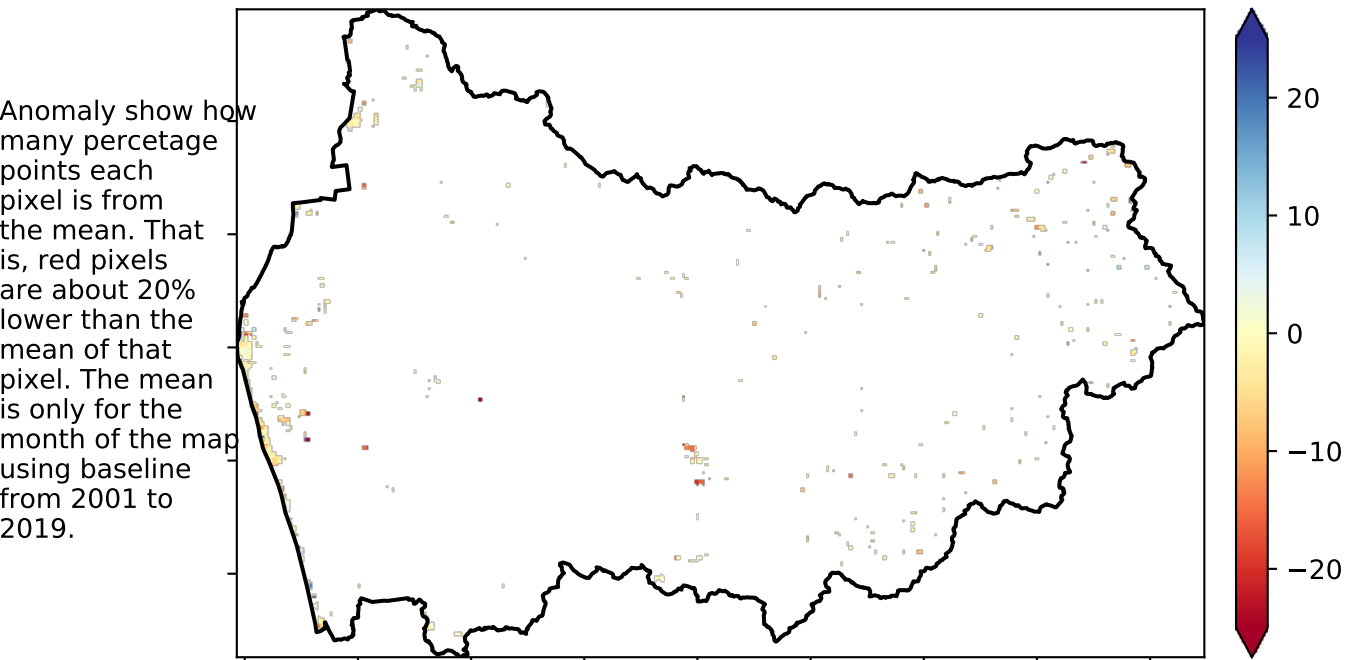 Anomaly show how
many percetage
points each
pixel is from
the mean. That
is, red pixels
are about 20%
lower than the
mean of that
pixel. The mean
is only for the
month of the map
using baseline
from 2001 to
2019.
20
10
0
−10
−20